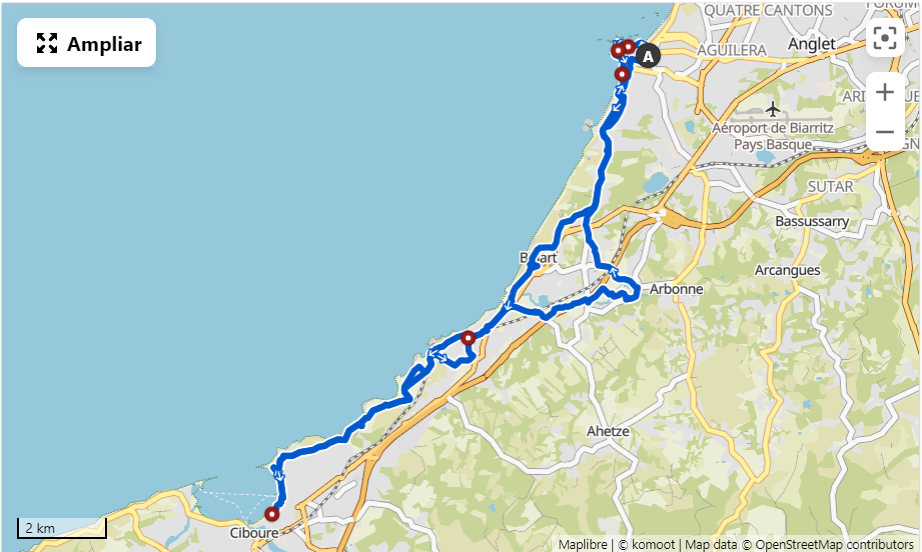 Ampliar
QUATRE CANTONS
AGUILERA
Anglet
A
Aéroport de Biarritz
Pays Basque
SUTAR
Bassussarry
Arcangues
Arbonne
Ahetze
Ciboure
2 km
Maplibre | © komoot | Map data © OpenStreetMap contributors